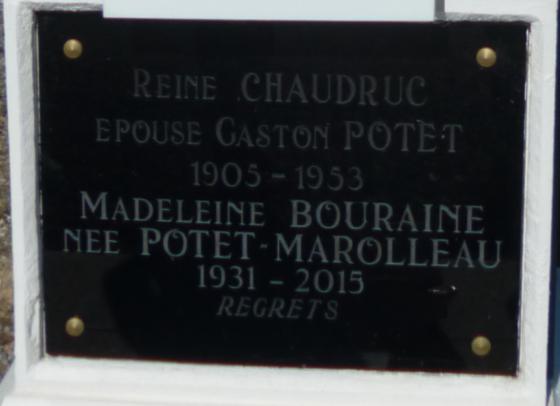 REINE CHAUDRUC
EPOUSE GASTON POTET
1905 - 1953
MADELEINE BOURAINE
NEE POTET-MAROLLEAU
1931 - 2015
REGRETS